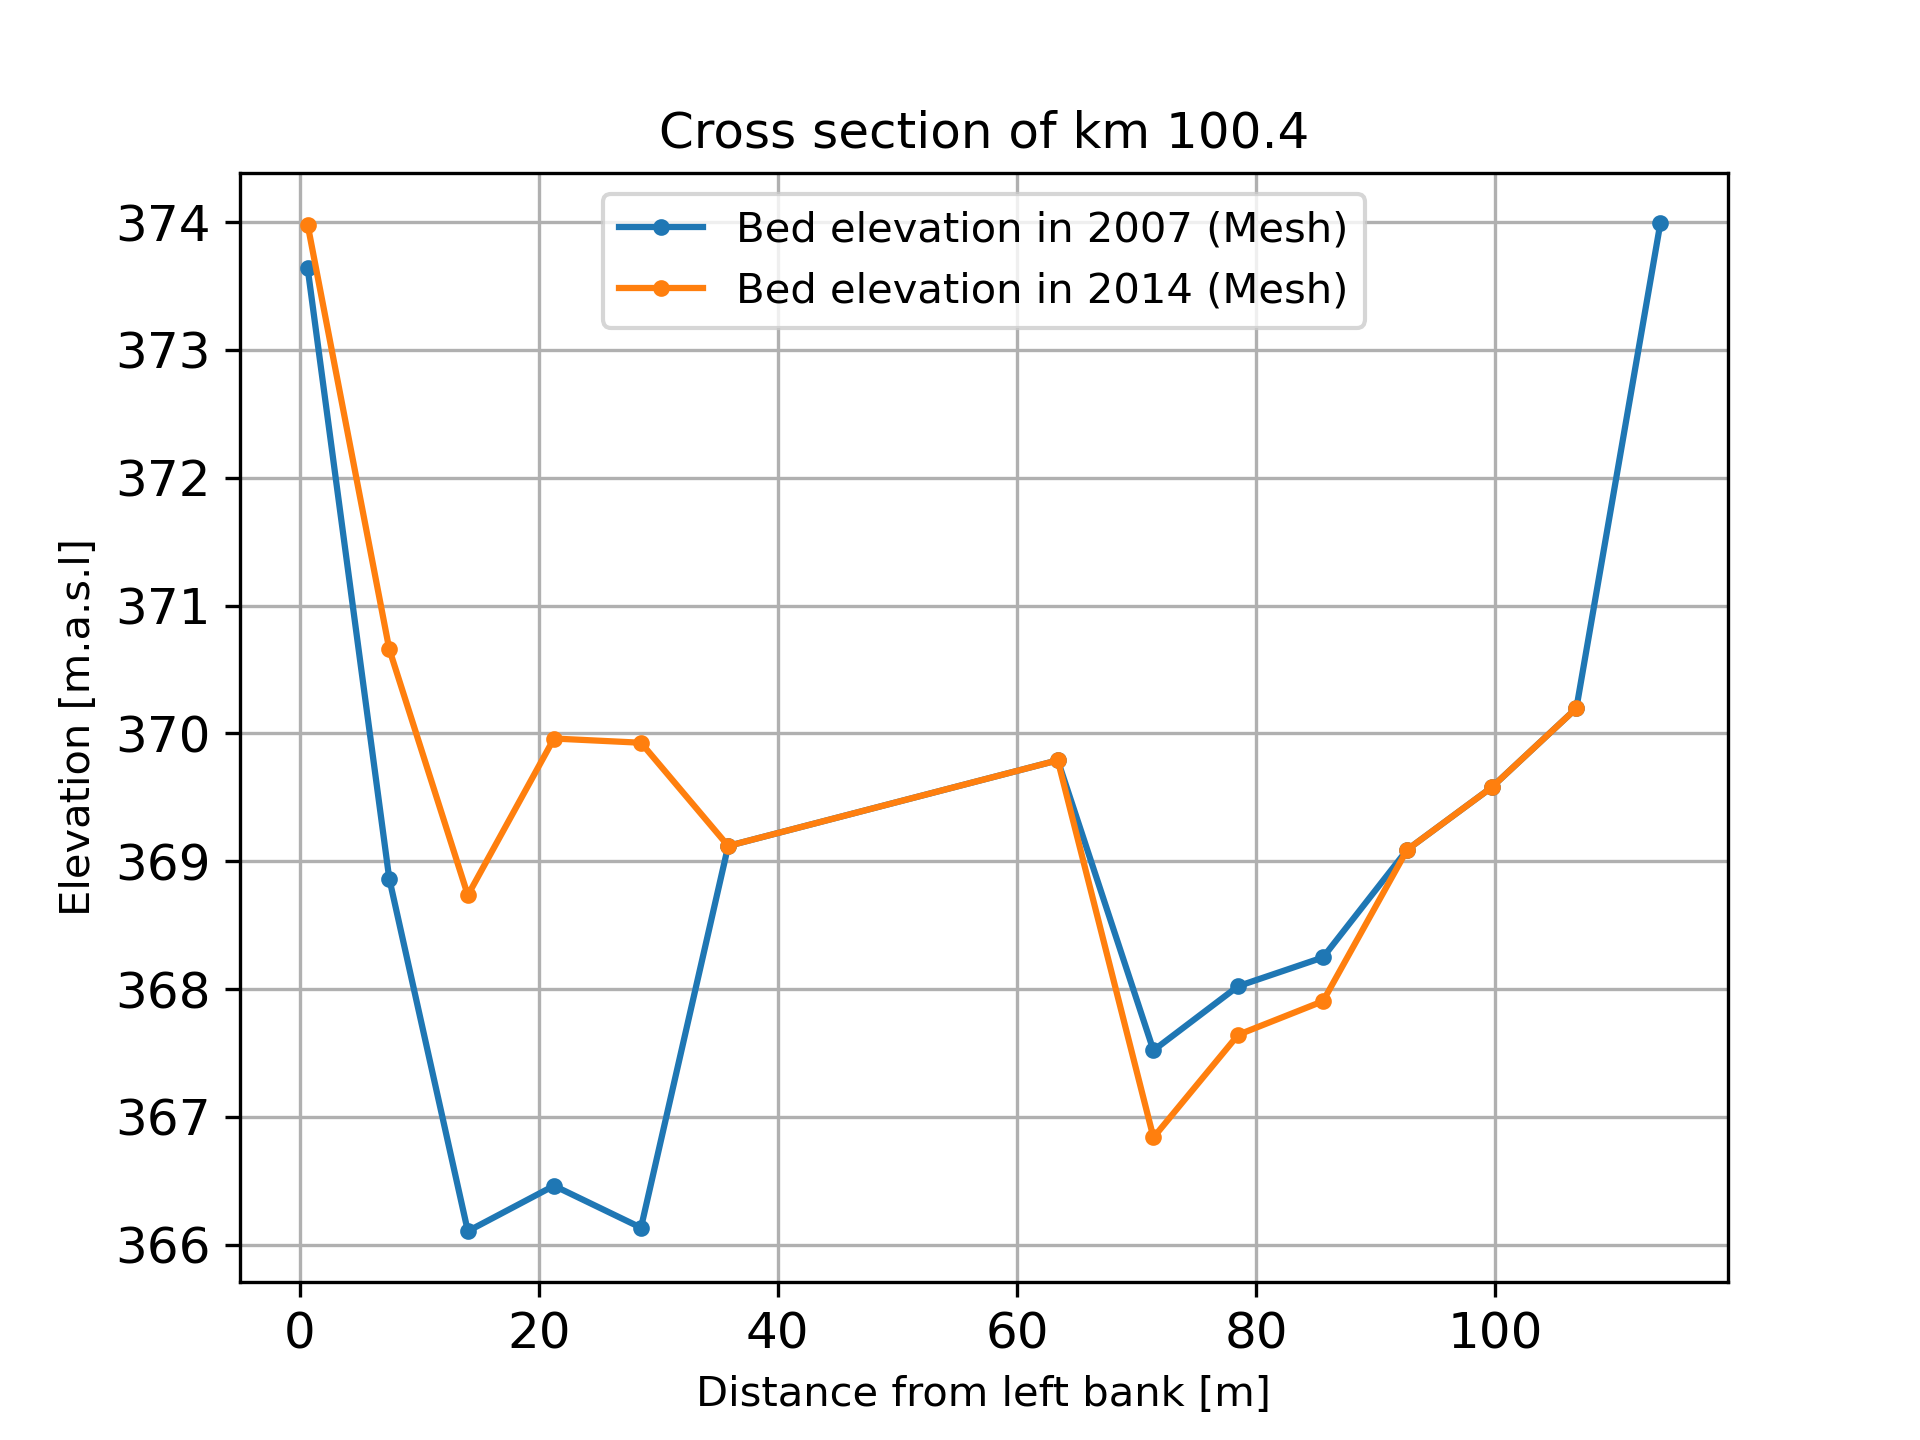 Cross section of km 100.4
Bed elevation in 2007 (Mesh)
Bed elevation in 2014 (Mesh)
Elevation [m.a.s.l]
374
373
372
371
370
369
368
367
366
0 20 40 60 80 100
Distance from left bank [m]